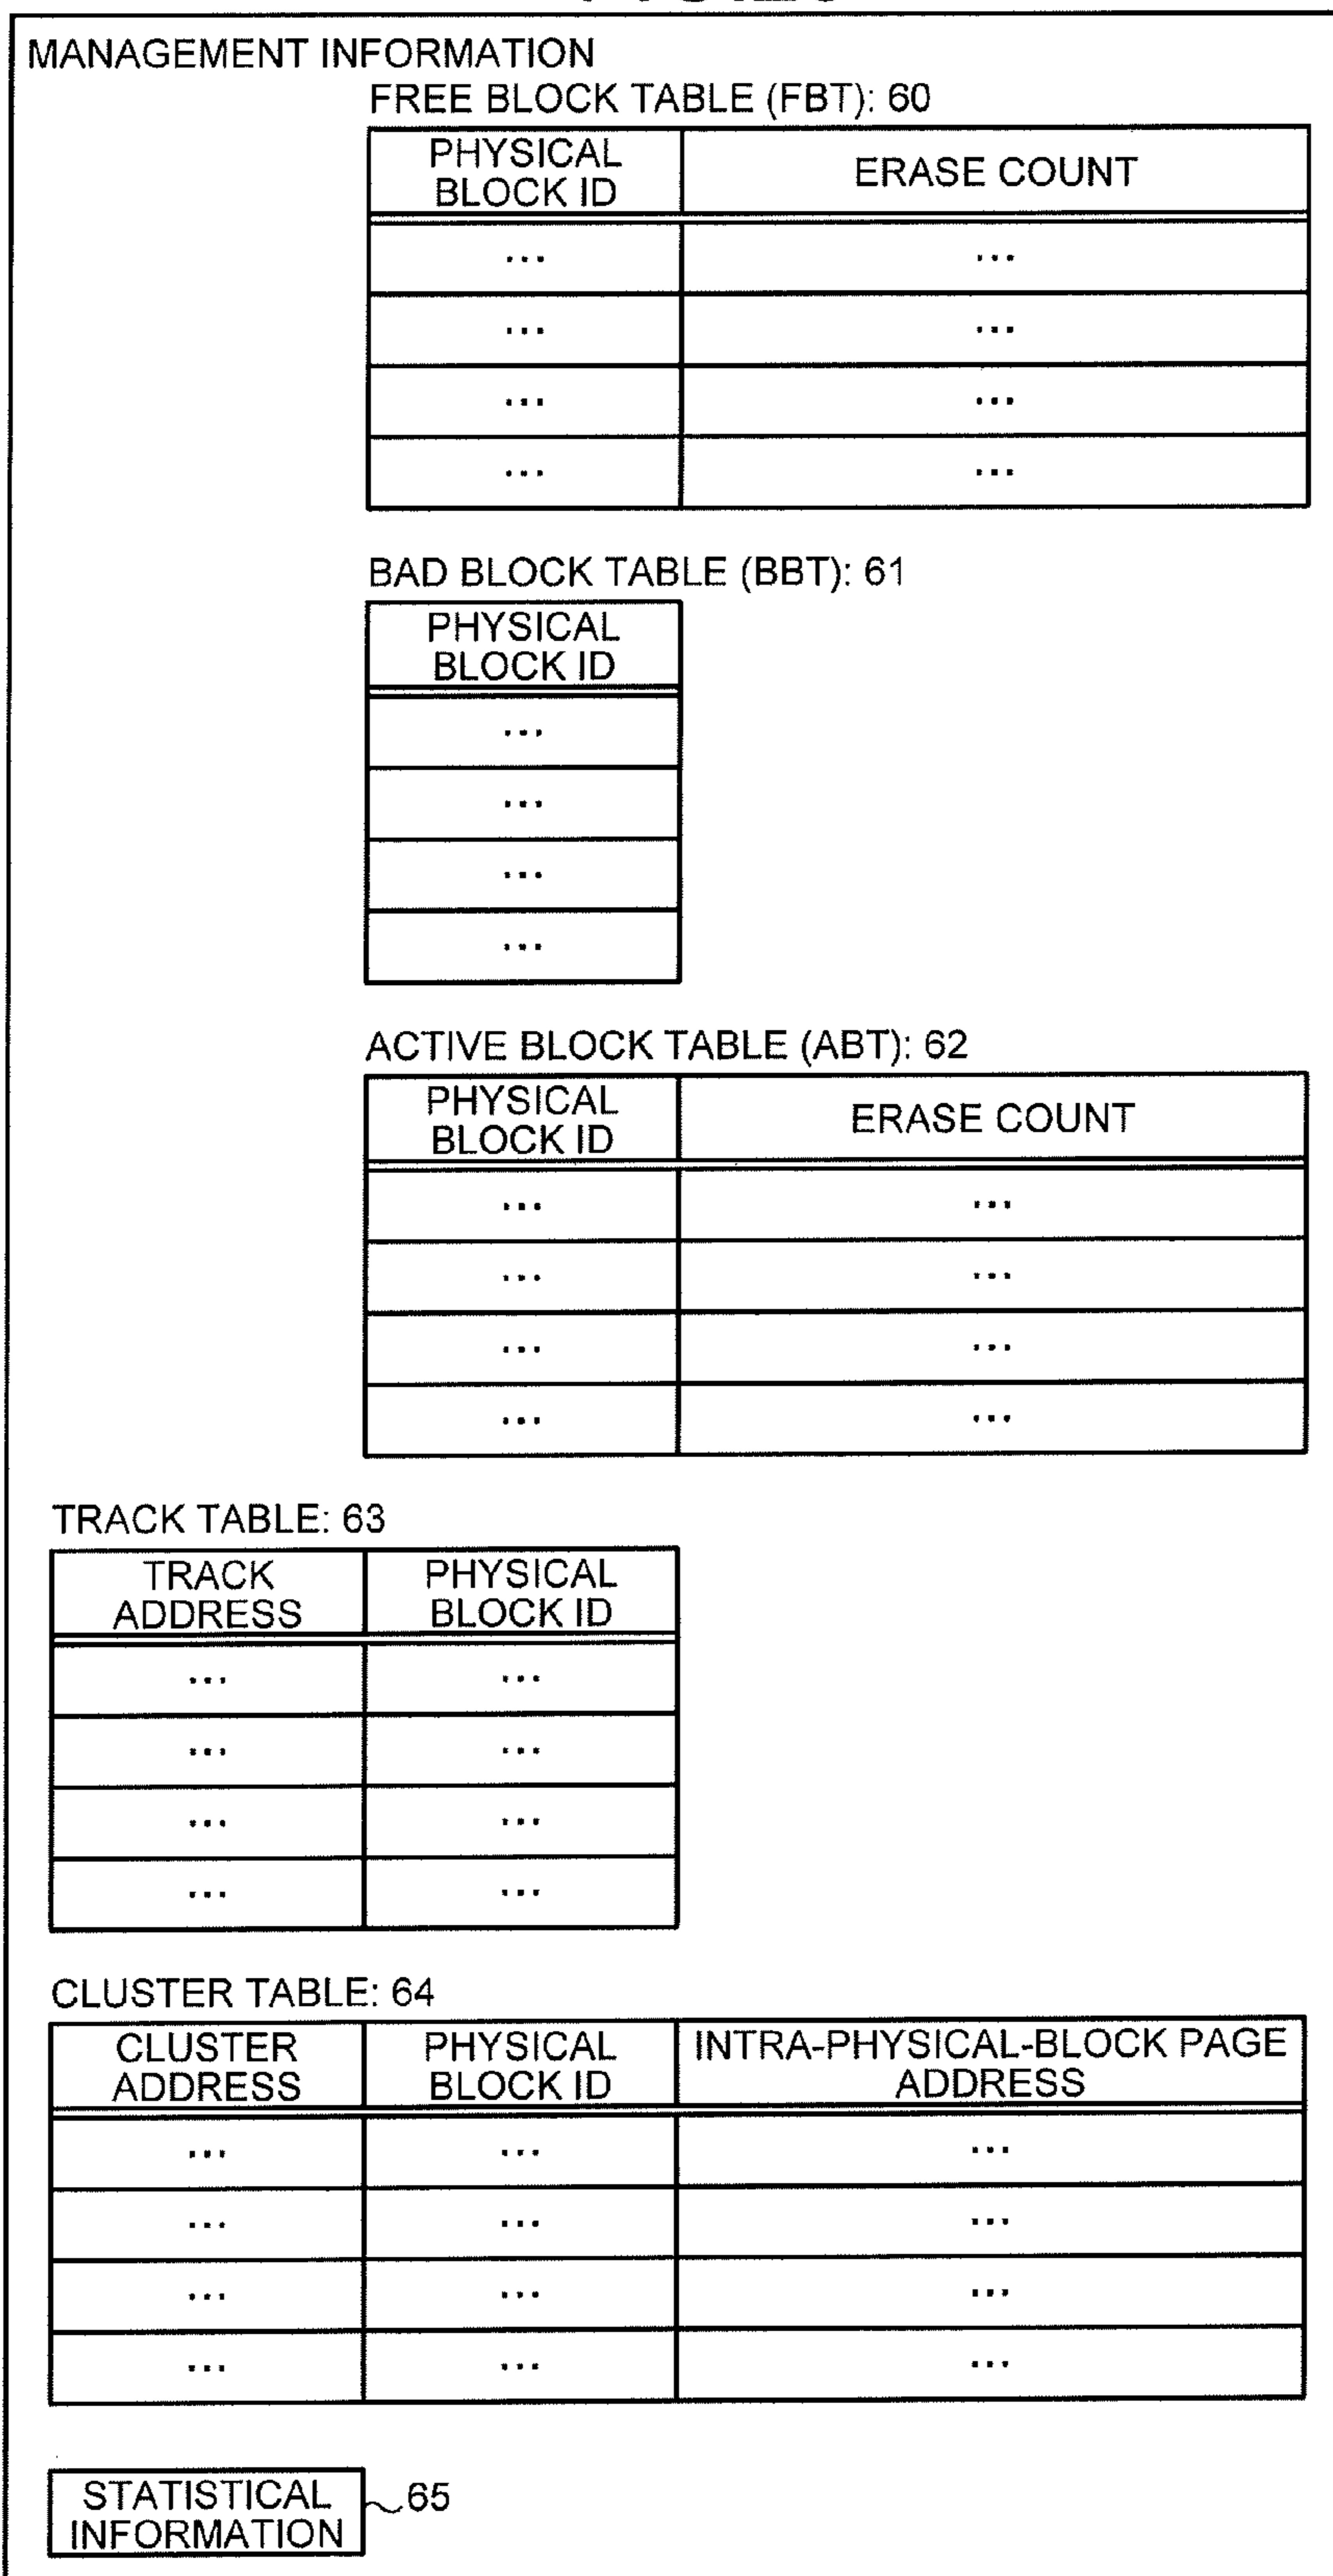 MANAGEMENT INFORMATION
FREE BLOCK TABLE (FBT): 60
PHYSICAL
BLOCK ID
ERASE COUNT
... ...
... ...
... ...
... ...
BAD BLOCK TABLE (BBT): 61
PHYSICAL
BLOCK ID
...
...
...
...
ACTIVE BLOCK TABLE (ABT): 62
PHYSICAL
BLOCK ID
ERASE COUNT
... ...
... ...
... ...
... ...
TRACK TABLE: 63
TRACK
ADDRESS
PHYSICAL
BLOCK ID
... ...
... ...
... ...
... ...
CLUSTER TABLE: 64
CLUSTER
ADDRESS
PHYSICAL
BLOCK ID
INTRA-PHYSICAL-BLOCK PAGE
ADDRESS
... ... ...
... ... ...
... ... ...
... ... ...
STATISTICAL
INFORMATION
65